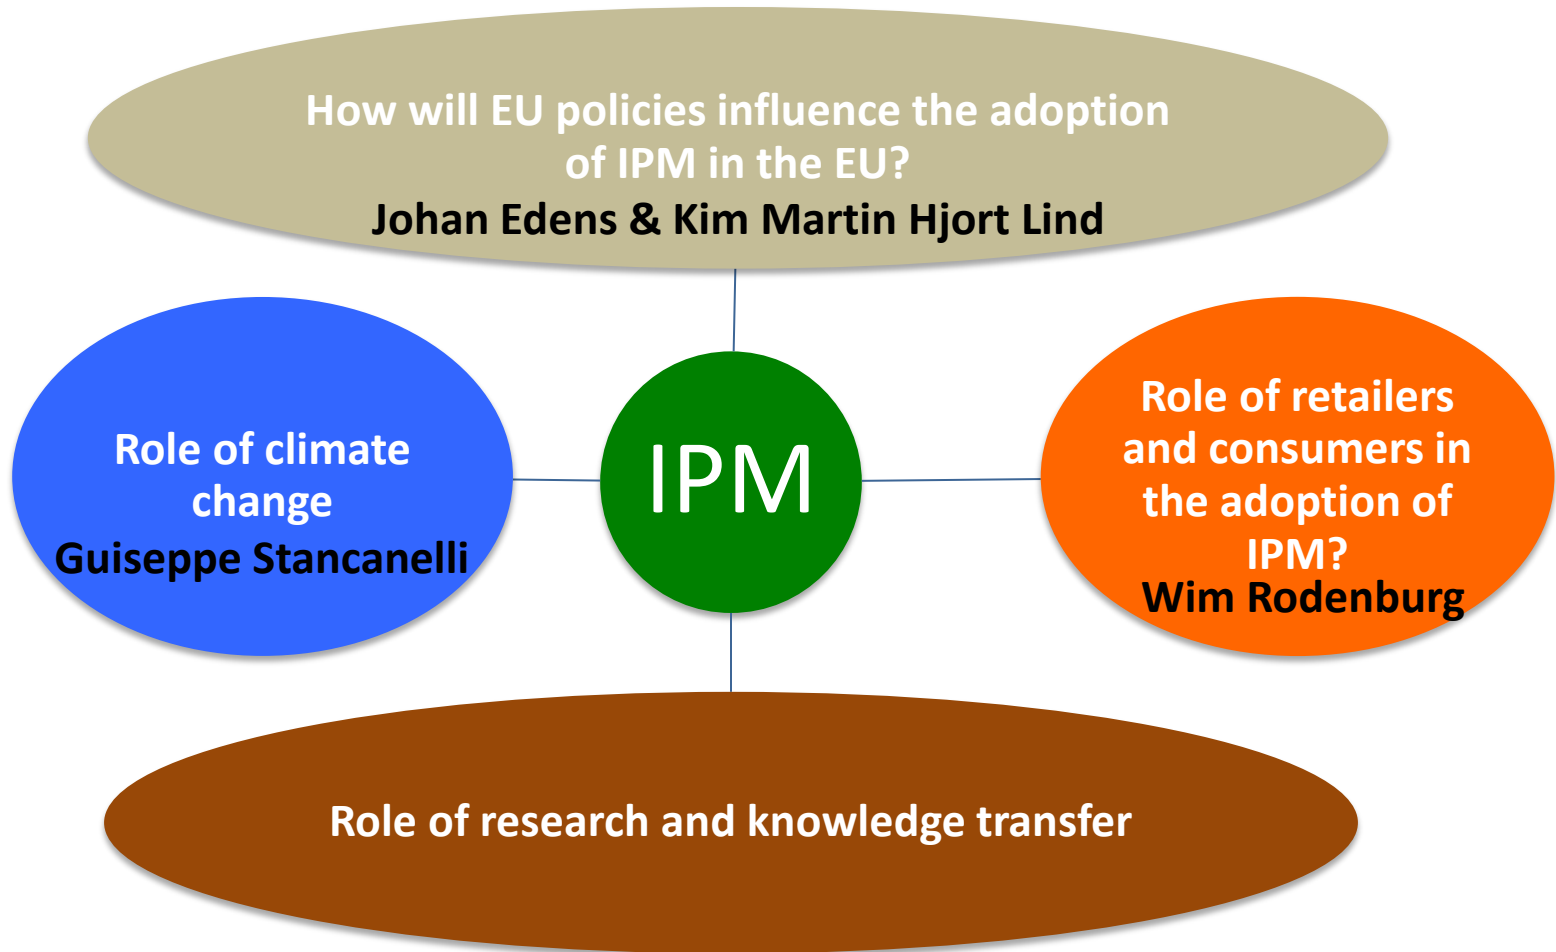 How will EU policies influence the adoption
of IPM in the EU?
Johan Edens & Kim Martin Hjort Lind
Role of climate
change
Guiseppe Stancanelli
IPM
Role of retailers
and consumers in
the adoption of
IPM?
Wim Rodenburg
Role of research and knowledge transfer